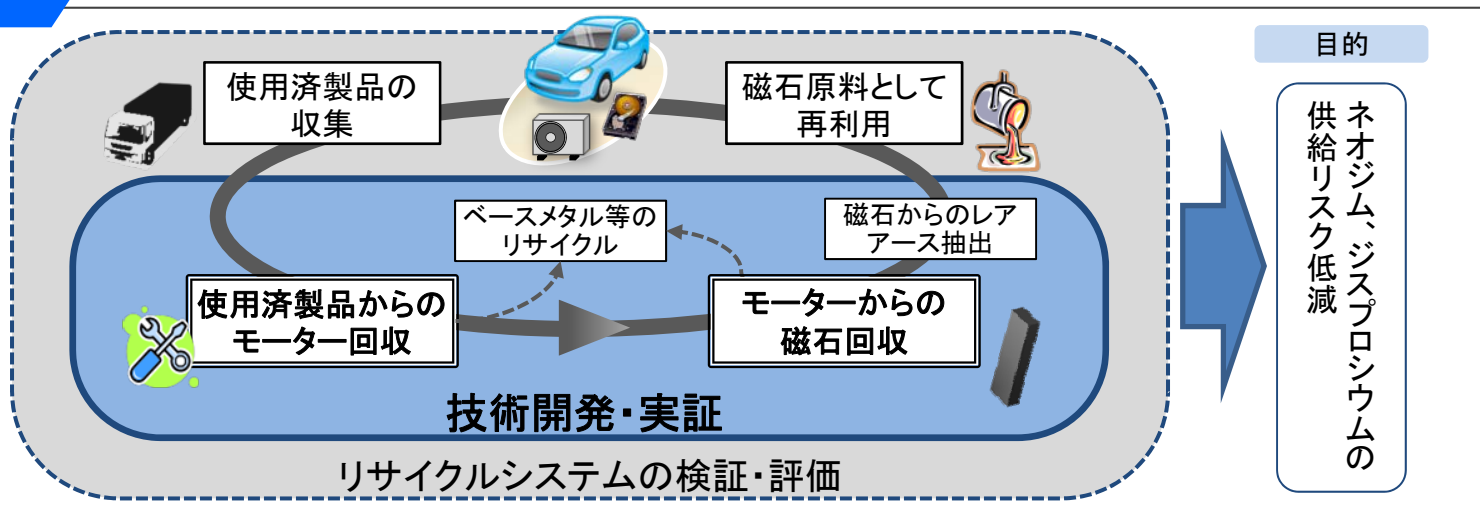 使用済製品の
収集
磁石原料として
再利用
ベースメタル等の
リサイクル
磁石からのレア
アース抽出
使用済製品からの
モーター回収
モーターからの
磁石回収
技術開発・実証
リサイクルシステムの検証・評価
目的
ネオジム、ジスプロシウムの
供給リスク低減